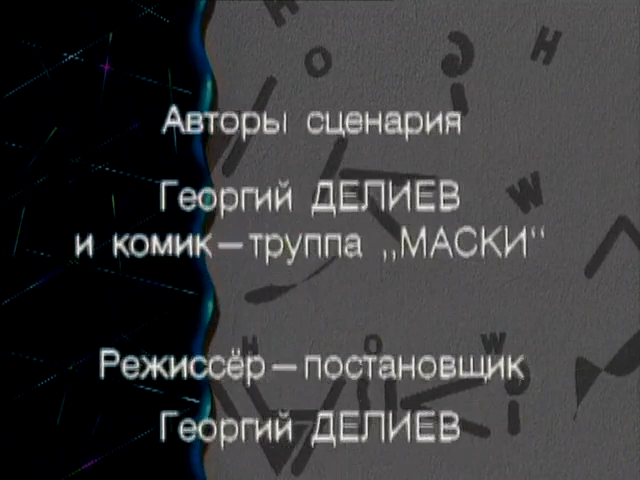 Авторы сценария
Георгий ДЕЛИЕВ
и комик – труппа „МАСКИ“
Режиссёр – постановщик
Георгий ДЕЛИЕВ